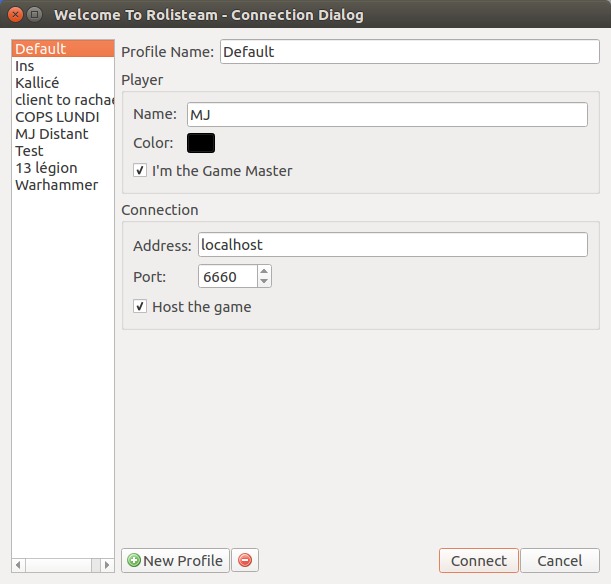 Welcome To Rolisteam - Connection Dialog
Default
Ins
Kallicé
client to rachae
COPS LUNDI
MJ Distant
Test
13 légion
Warhammer
Profile Name: Default
Player
Name: MJ
Color:
I'm the Game Master
Connection
Address: localhost
Port: 6660
Host the game
New Profile
Connect
Cancel